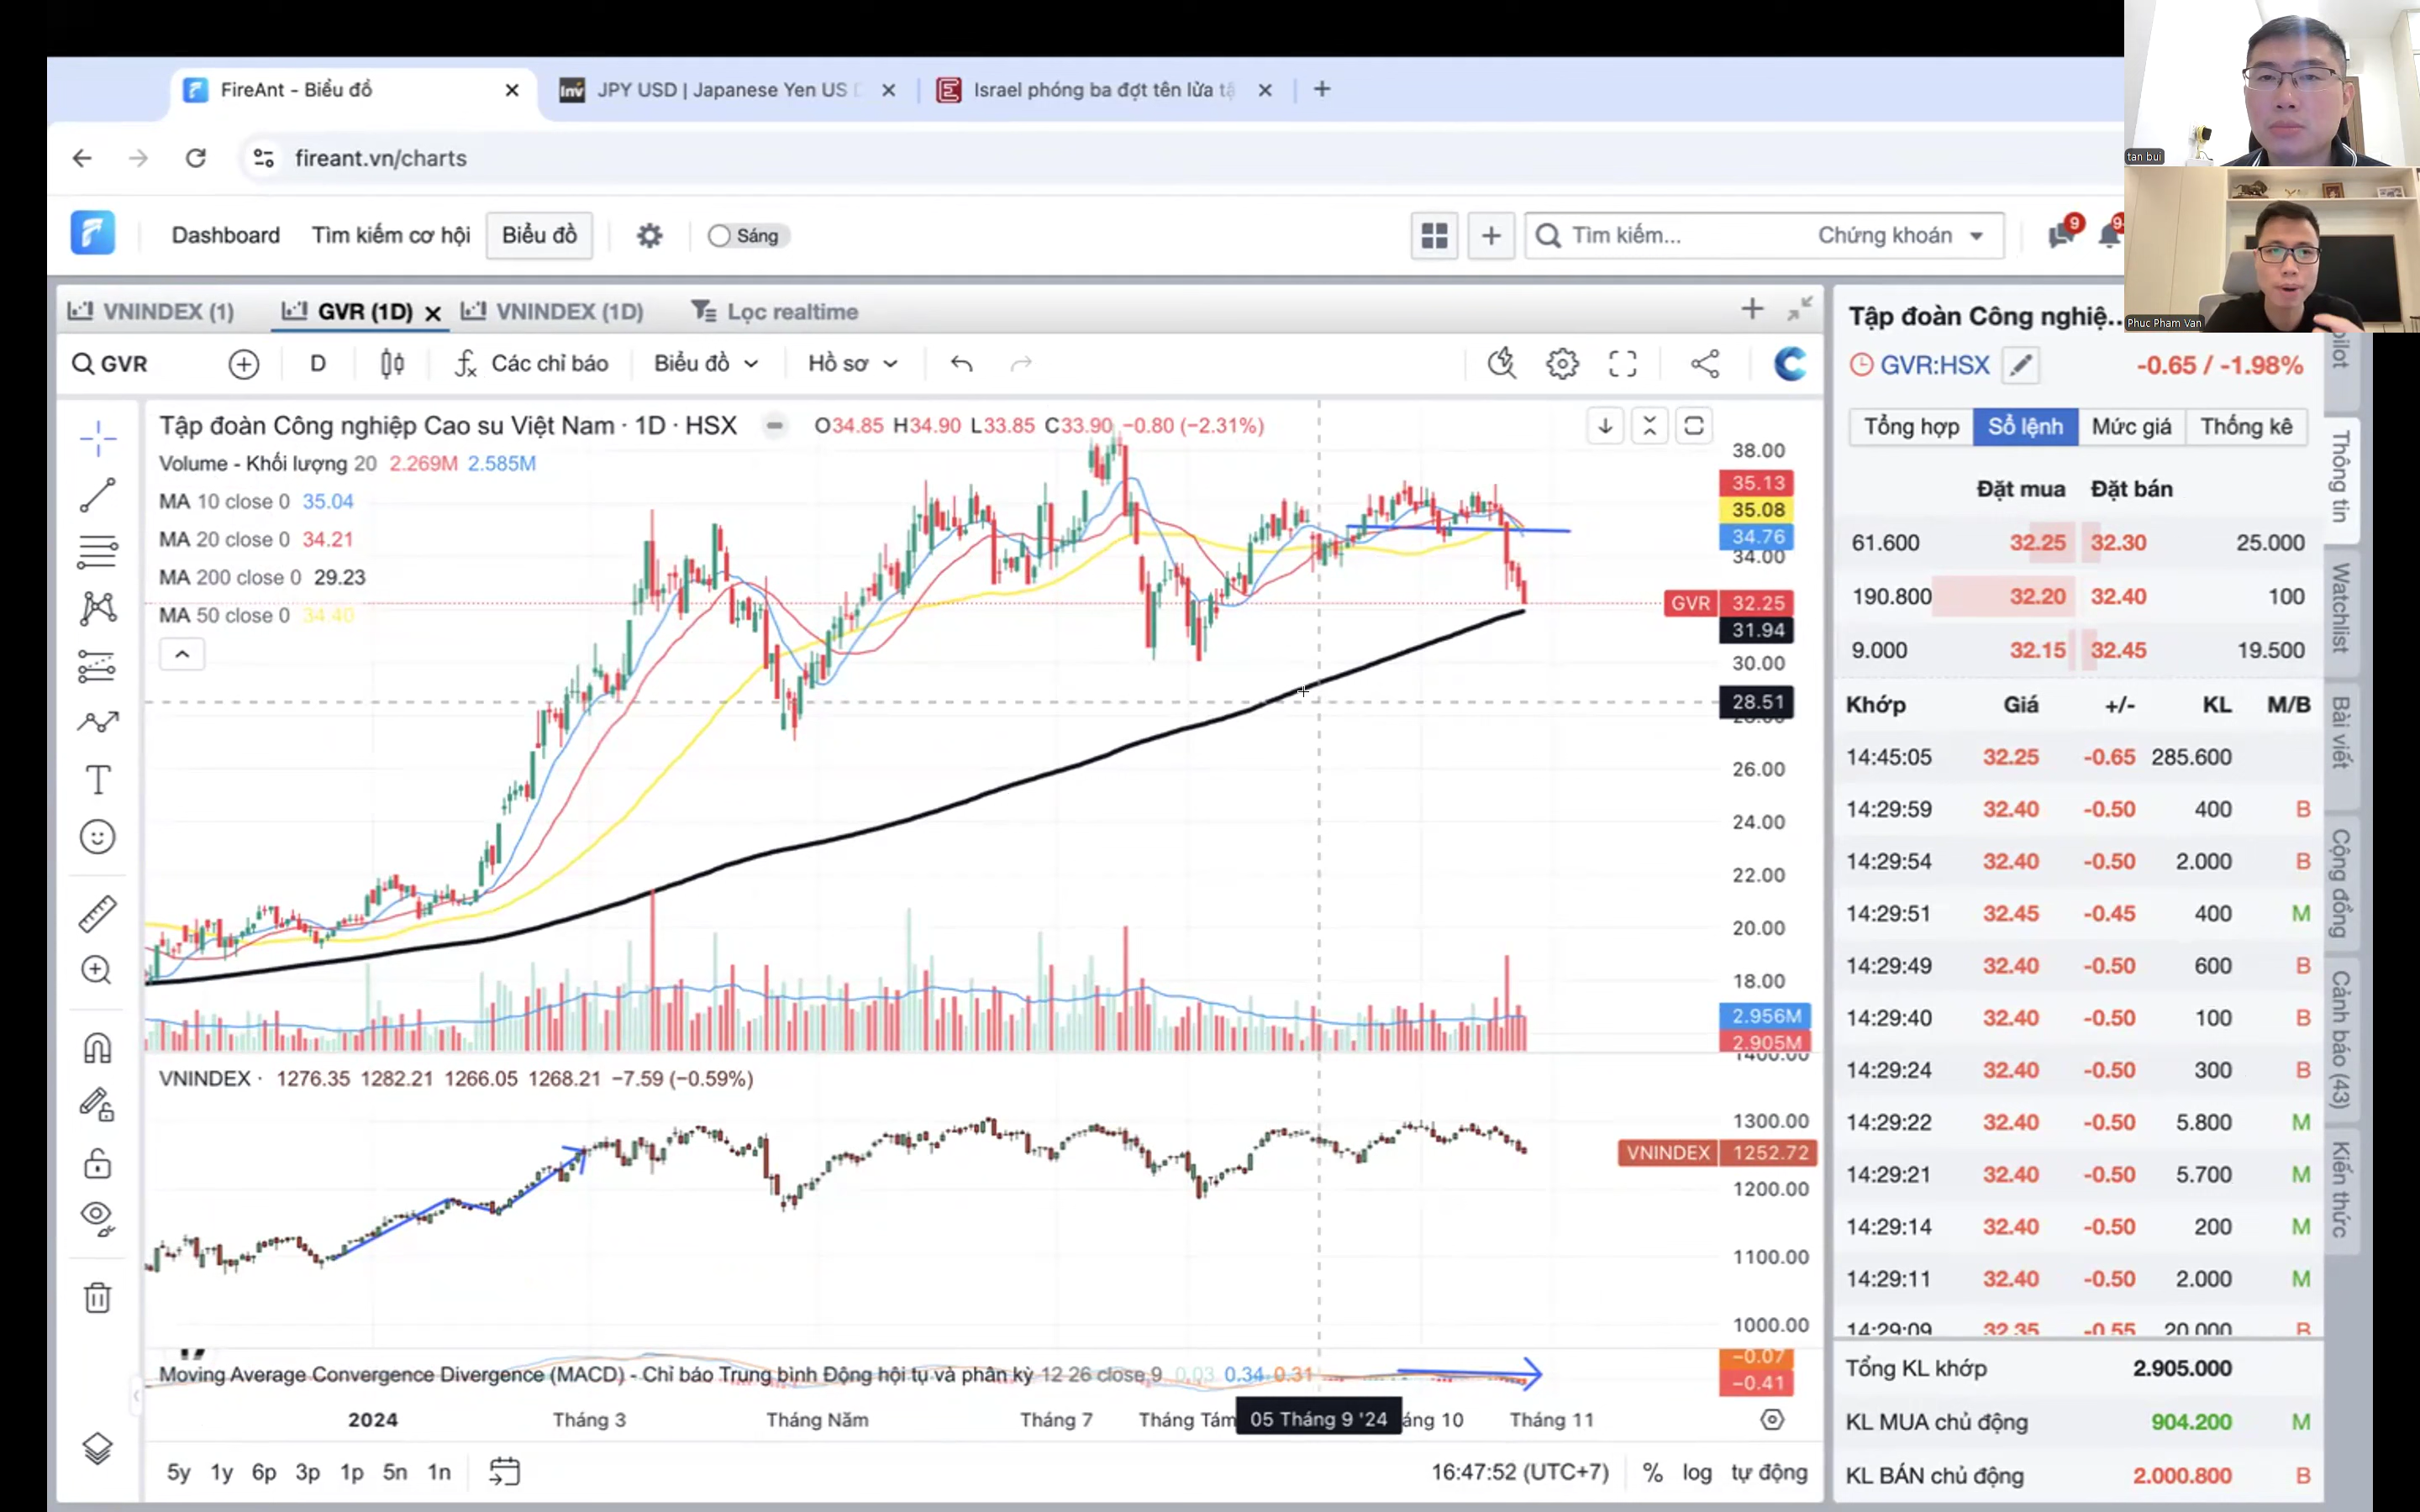 FireAnt - Biểu đồ
JPY USD | Japanese Yen US
Israel phóng ba đợt tên lửa
fireant.vn/charts
tan bui
Phuc Pham Van
Dashboard Tìm kiếm cơ hội Biểu đồ Sáng
Tìm kiếm... Chứng khoán 9
VNINDEX (1) GVR (1D) VNINDEX (1D) Lọc realtime
GVR D Các chỉ báo Biểu đồ Hồ sơ
Tập đoàn Công nghiệp Cao su Việt Nam · 1D · HSX O34.85 H34.90 L33.85 C33.90 −0.80 (−2.31%)
Volume - Khối lượng 20 2.269M 2.585M
MA 10 close 0 35.04
MA 20 close 0 34.21
MA 200 close 0 29.23
MA 50 close 0 34.40
38.00
35.13
35.08
34.76
34.00
GVR 32.25
31.94
30.00
28.51
26.00
24.00
22.00
20.00
18.00
2.956M
2.905M
1400.00
VNINDEX · 1276.35 1282.21 1266.05 1268.21 −7.59 (−0.59%)
1300.00
VNINDEX 1252.72
1200.00
1100.00
1000.00
Moving Average Convergence Divergence (MACD) - Chỉ báo Trung bình Động hội tụ và phân kỳ 12 26 close 9 0.03 0.34 0.31
−0.07
−0.41
2024 Tháng 3 Tháng Năm Tháng 7 Tháng Tám 05 Tháng 9 '24 áng 10 Tháng 11
5y 1y 6p 3p 1p 5n 1n 16:47:52 (UTC+7) % log tự động
Tập đoàn Công nghiệ...
GVR:HSX -0.65 / -1.98%
Tổng hợp Sổ lệnh Mức giá Thống kê
Đặt mua Đặt bán
61.600 32.25 32.30 25.000
190.800 32.20 32.40 100
9.000 32.15 32.45 19.500
Khớp Giá +/- KL M/B
14:45:05 32.25 -0.65 285.600
14:29:59 32.40 -0.50 400 B
14:29:54 32.40 -0.50 2.000 B
14:29:51 32.45 -0.45 400 M
14:29:49 32.40 -0.50 600 B
14:29:40 32.40 -0.50 100 B
14:29:24 32.40 -0.50 300 B
14:29:22 32.40 -0.50 5.800 M
14:29:21 32.40 -0.50 5.700 M
14:29:14 32.40 -0.50 200 M
14:29:11 32.40 -0.50 2.000 M
14:29:09 32.35 -0.55 20.000 B
Tổng KL khớp 2.905.000
KL MUA chủ động 904.200 M
KL BÁN chủ động 2.000.800 B
Thông tin
Watchlist
Bài viết
Cộng đồng
Cảnh báo (43)
Kiến thức